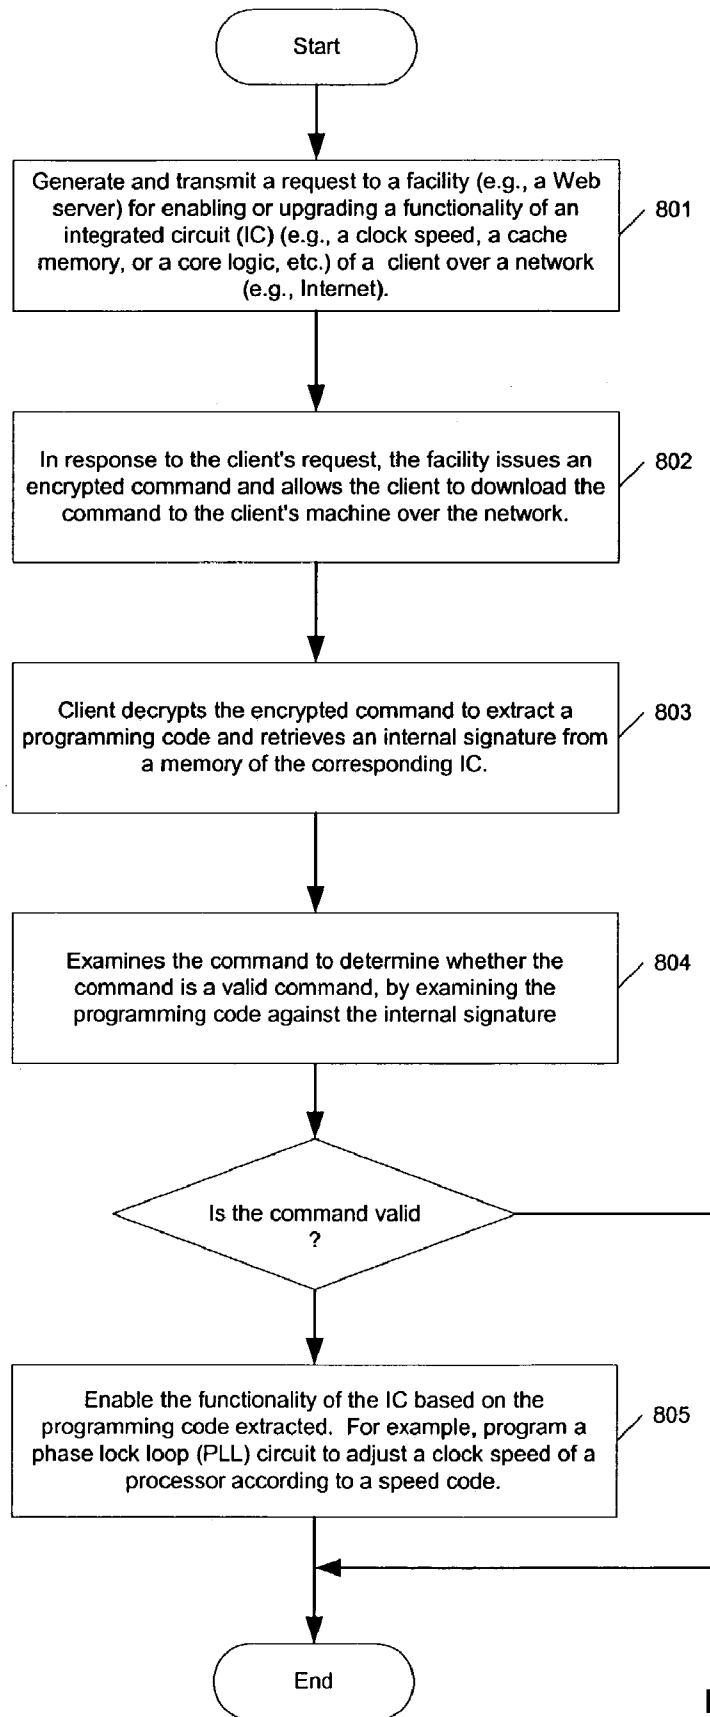 Start
Generate and transmit a request to a facility (e.g., a Web
server) for enabling or upgrading a functionality of an
integrated circuit (IC) (e.g., a clock speed, a cache
memory, or a core logic, etc.) of a client over a network
(e.g., Internet).
801
In response to the client's request, the facility issues an
encrypted command and allows the client to download the
command to the client's machine over the network.
802
Client decrypts the encrypted command to extract a
programming code and retrieves an internal signature from
a memory of the corresponding IC.
803
Examines the command to determine whether the
command is a valid command, by examining the
programming code against the internal signature
804
Is the command valid
?
Enable the functionality of the IC based on the
programming code extracted. For example, program a
phase lock loop (PLL) circuit to adjust a clock speed of a
processor according to a speed code.
805
End